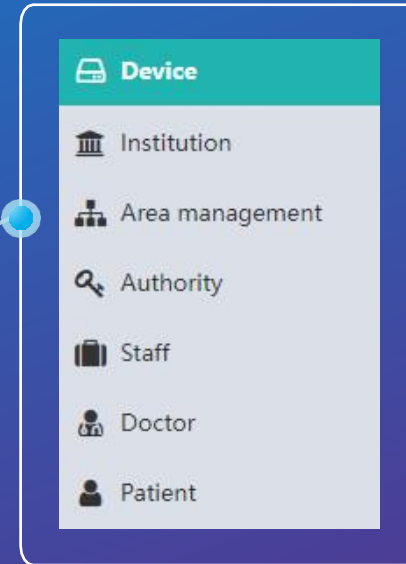 Device
Institution
Area management
Authority
Staff
Doctor
Patient